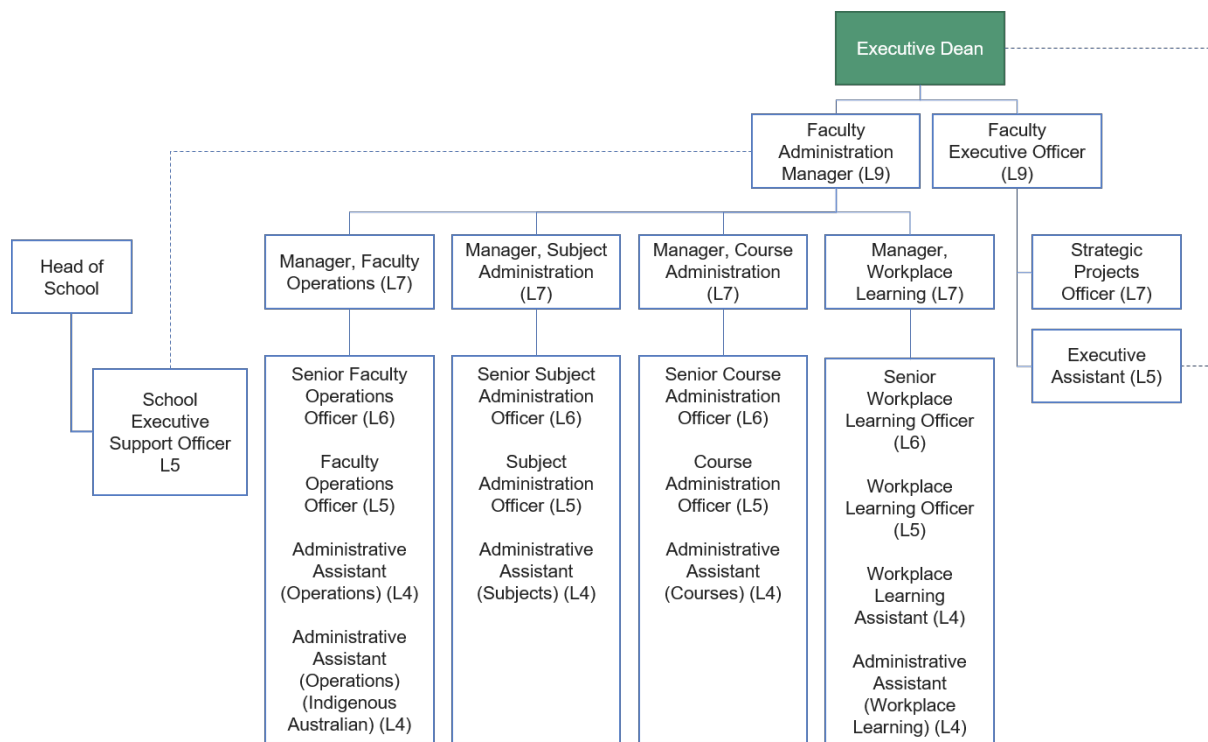 Executive Dean
Faculty
Administration
Manager (L9)
Faculty
Executive Officer
(L9)
Head of
School
Manager, Faculty
Operations (L7)
Manager, Subject
Administration
(L7)
Manager, Course
Administration
(L7)
Manager,
Workplace
Learning (L7)
Strategic
Projects
Officer (L7)
Executive
Assistant (L5)
School
Executive
Support Officer
L5
Senior Faculty
Operations
Officer (L6)
Faculty
Operations
Officer (L5)
Administrative
Assistant
(Operations) (L4)
Administrative
Assistant
(Operations)
(Indigenous
Australian) (L4)
Senior Subject
Administration
Officer (L6)
Subject
Administration
Officer (L5)
Administrative
Assistant
(Subjects) (L4)
Senior Course
Administration
Officer (L6)
Course
Administration
Officer (L5)
Administrative
Assistant
(Courses) (L4)
Senior
Workplace
Learning Officer
(L6)
Workplace
Learning Officer
(L5)
Workplace
Learning
Assistant (L4)
Administrative
Assistant
(Workplace
Learning) (L4)